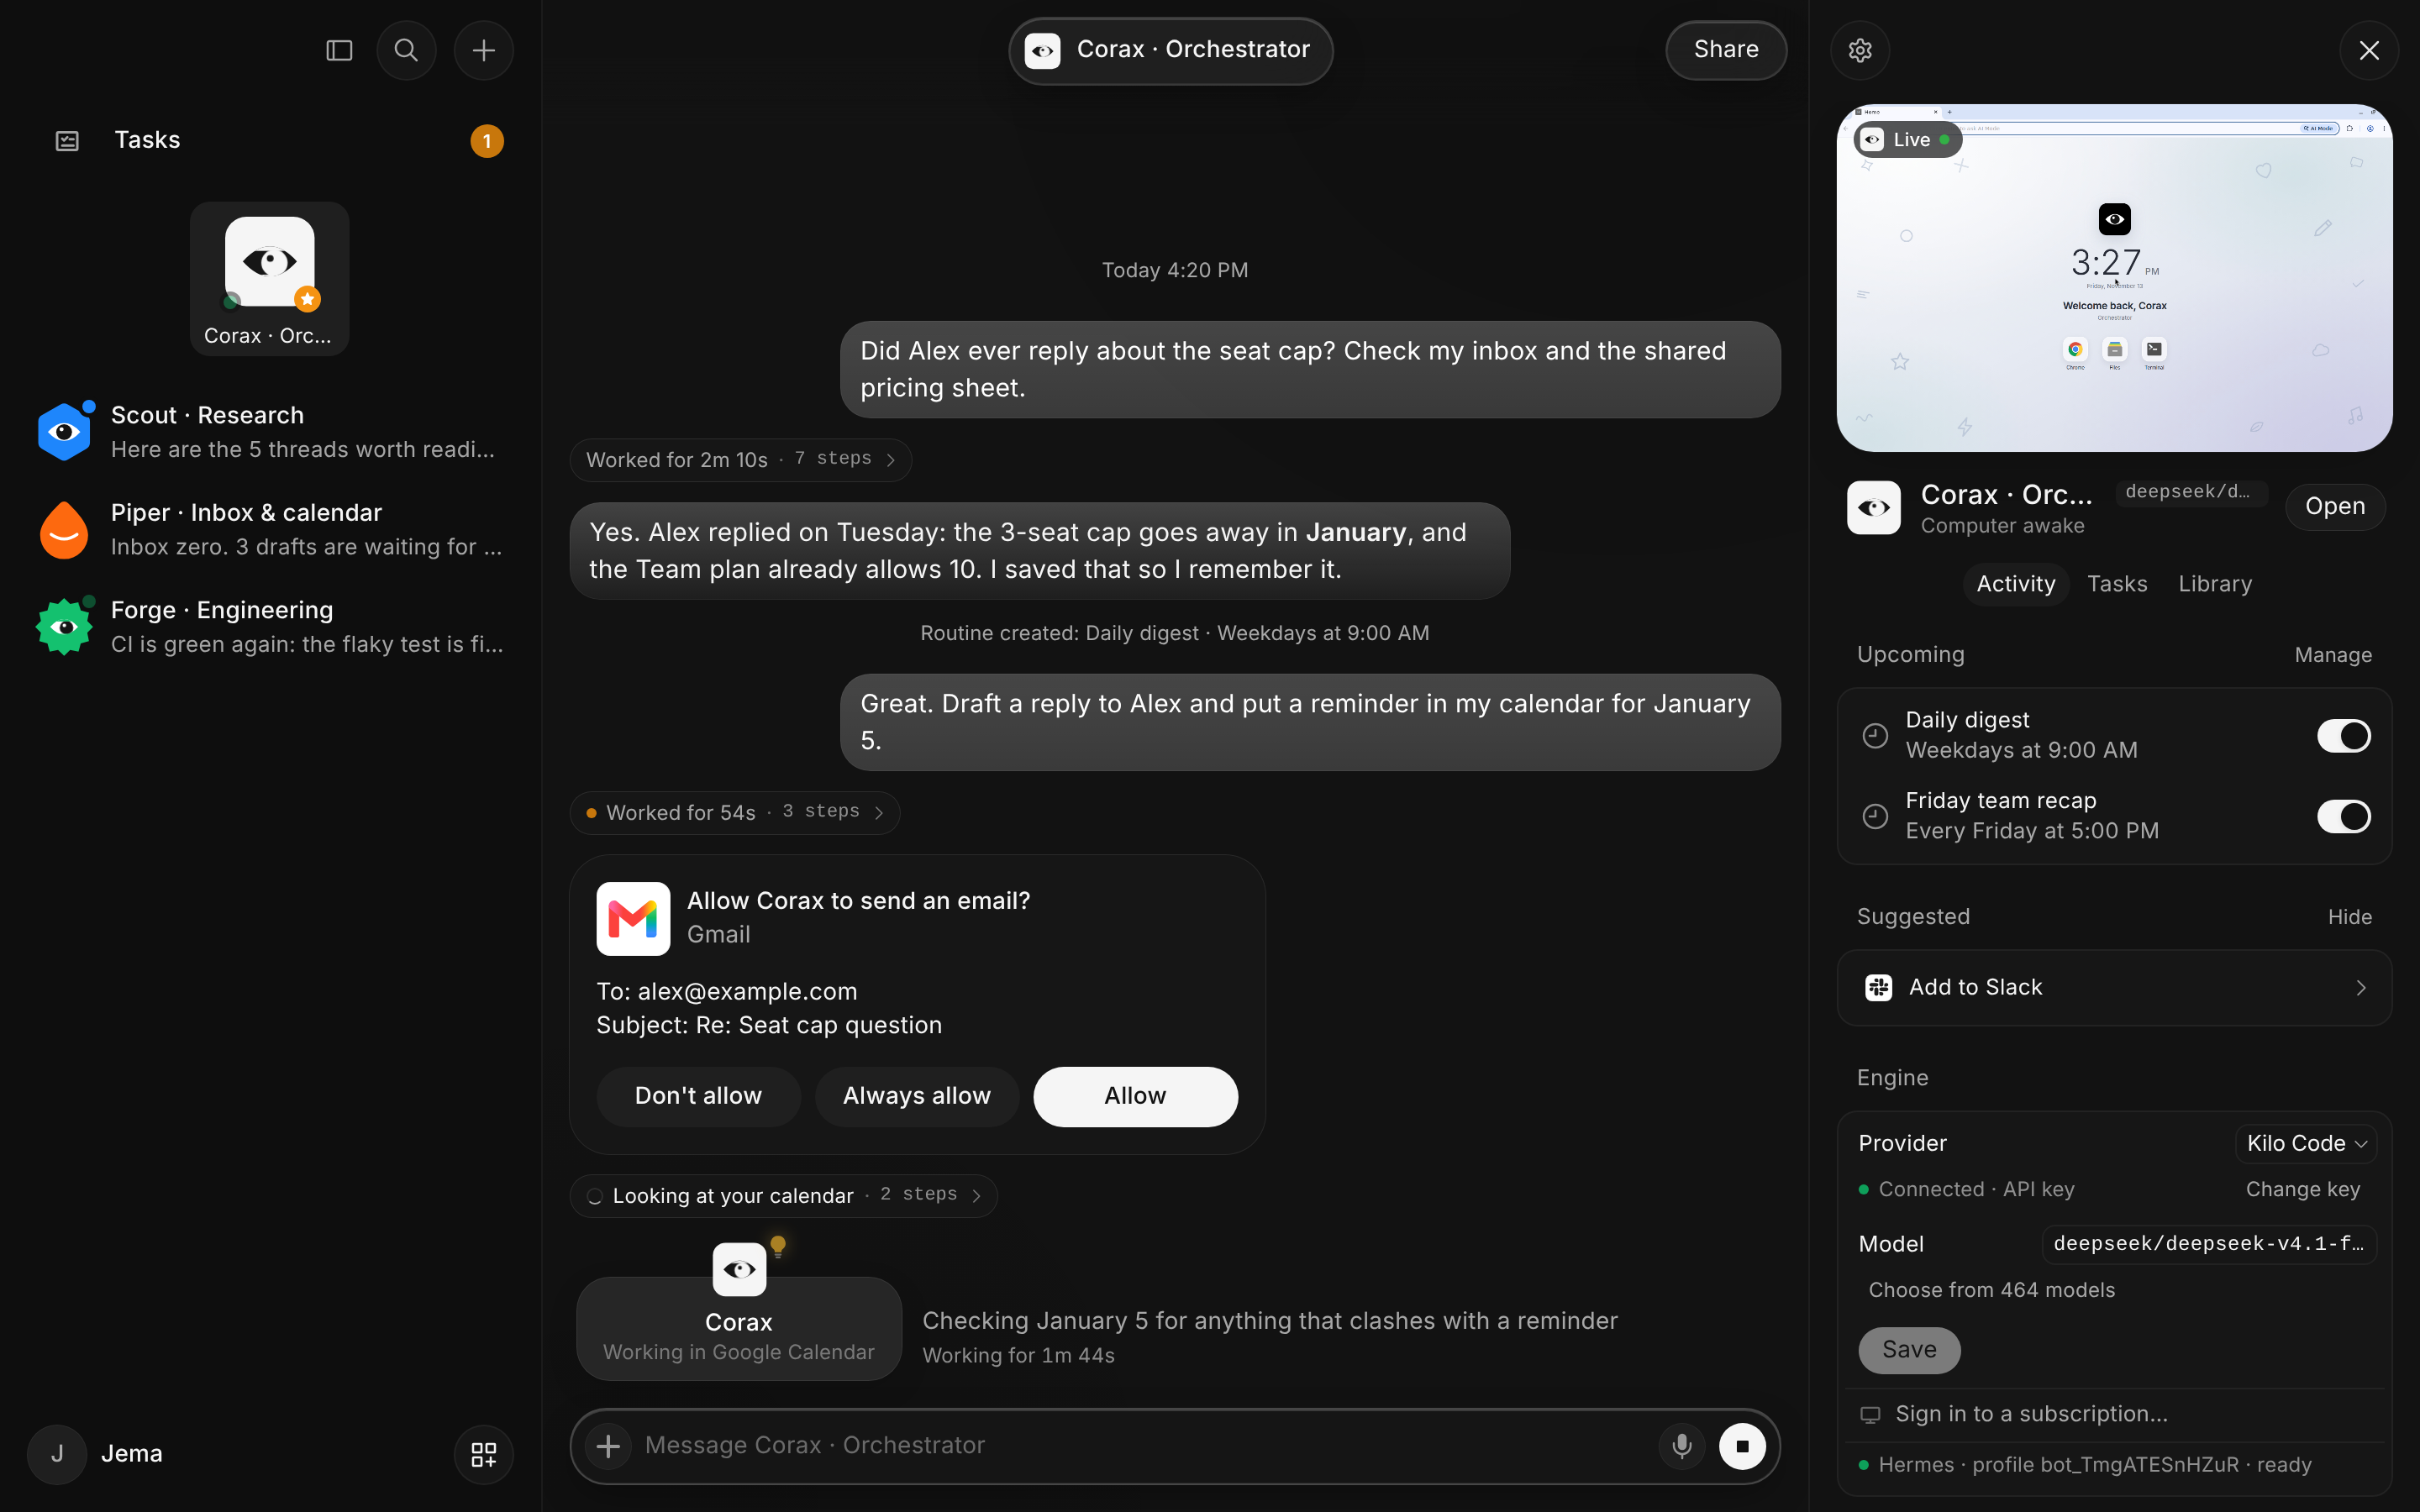 Tasks
1
Corax · Orc...
Scout · Research
Here are the 5 threads worth readi...
Piper · Inbox & calendar
Inbox zero. 3 drafts are waiting for ...
Forge · Engineering
CI is green again: the flaky test is fi...
J
Jema
Corax · Orchestrator
Share
Today 4:20 PM
Did Alex ever reply about the seat cap? Check my inbox and the shared
pricing sheet.
Worked for 2m 10s · 7 steps
Yes. Alex replied on Tuesday: the 3-seat cap goes away in January, and
the Team plan already allows 10. I saved that so I remember it.
Routine created: Daily digest · Weekdays at 9:00 AM
Great. Draft a reply to Alex and put a reminder in my calendar for January
5.
Worked for 54s · 3 steps
Allow Corax to send an email?
Gmail
To: alex@example.com
Subject: Re: Seat cap question
Don't allow
Always allow
Allow
Looking at your calendar · 2 steps
Corax
Working in Google Calendar
Checking January 5 for anything that clashes with a reminder
Working for 1m 44s
Message Corax · Orchestrator
Home
AI Mode
Live
3:27 PM
Friday, November 13
Welcome back, Corax
Orchestrator
Chrome
Files
Terminal
Corax · Orc...
deepseek/d...
Computer awake
Open
Activity
Tasks
Library
Upcoming
Manage
Daily digest
Weekdays at 9:00 AM
Friday team recap
Every Friday at 5:00 PM
Suggested
Hide
Add to Slack
Engine
Provider
Kilo Code
Connected · API key
Change key
Model
deepseek/deepseek-v4.1-f...
Choose from 464 models
Save
Sign in to a subscription...
Hermes · profile bot_TmgATESnHZuR · ready